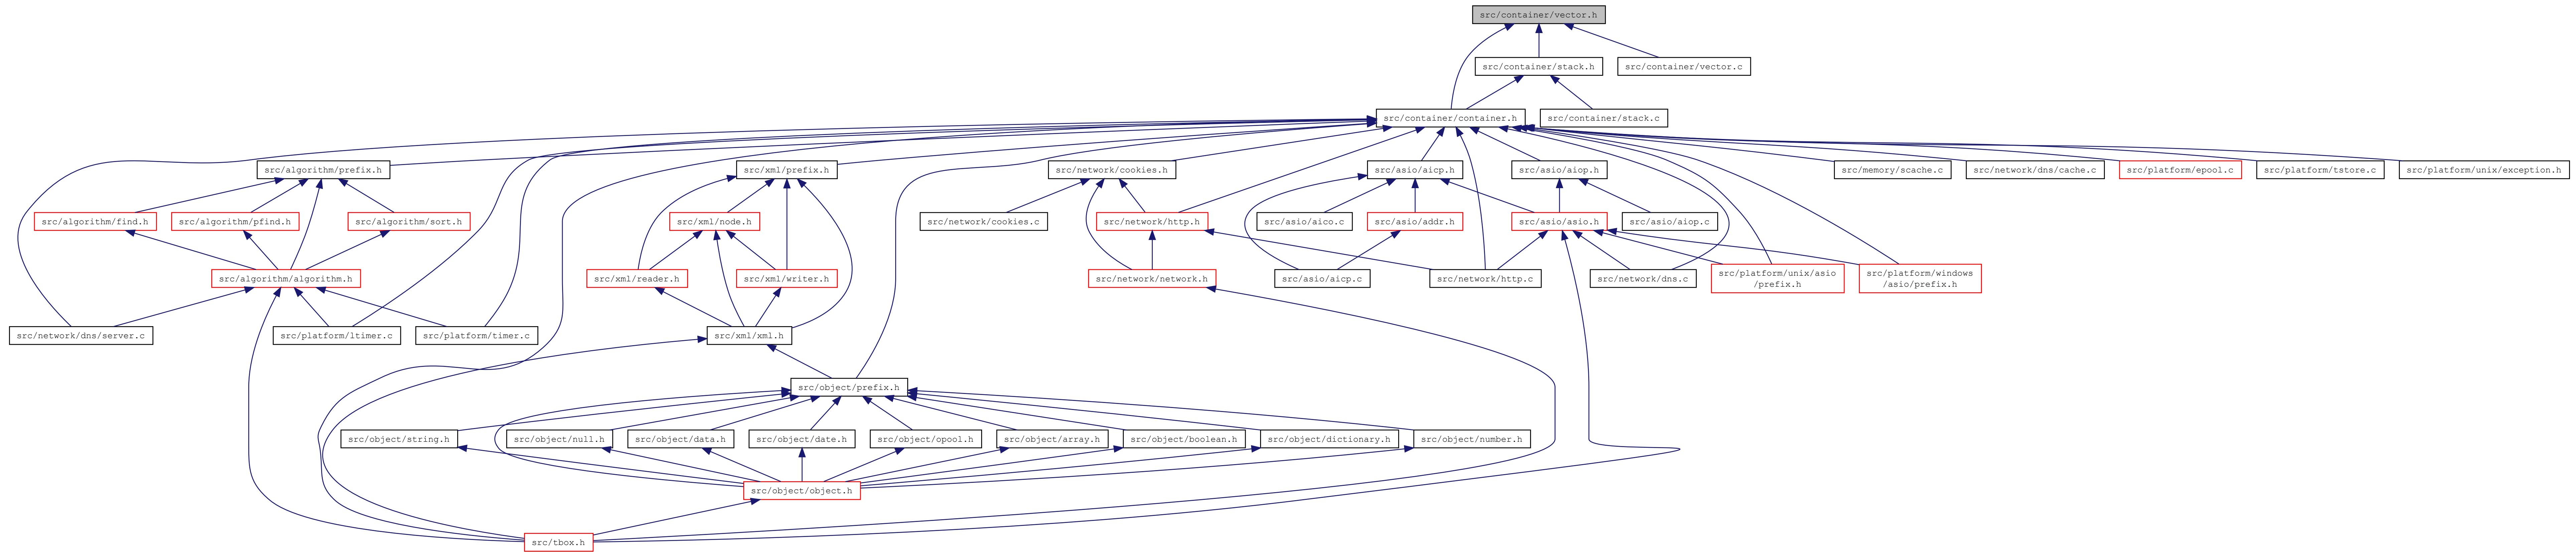 src/container/vector.h
src/container/stack.h
src/container/vector.c
src/container/container.h
src/container/stack.c
src/algorithm/prefix.h
src/xml/prefix.h
src/network/cookies.h
src/asio/aicp.h
src/asio/aiop.h
src/memory/scache.c
src/network/dns/cache.c
src/platform/epool.c
src/platform/tstore.c
src/platform/unix/exception.h
src/algorithm/find.h
src/algorithm/pfind.h
src/algorithm/sort.h
src/xml/node.h
src/network/cookies.c
src/network/http.h
src/asio/aico.c
src/asio/addr.h
src/asio/asio.h
src/asio/aiop.c
src/algorithm/algorithm.h
src/xml/reader.h
src/xml/writer.h
src/network/network.h
src/asio/aicp.c
src/network/http.c
src/network/dns.c
src/platform/unix/asio
/prefix.h
src/platform/windows
/asio/prefix.h
src/network/dns/server.c
src/platform/ltimer.c
src/platform/timer.c
src/xml/xml.h
src/object/prefix.h
src/object/string.h
src/object/null.h
src/object/data.h
src/object/date.h
src/object/opool.h
src/object/array.h
src/object/boolean.h
src/object/dictionary.h
src/object/number.h
src/object/object.h
src/tbox.h